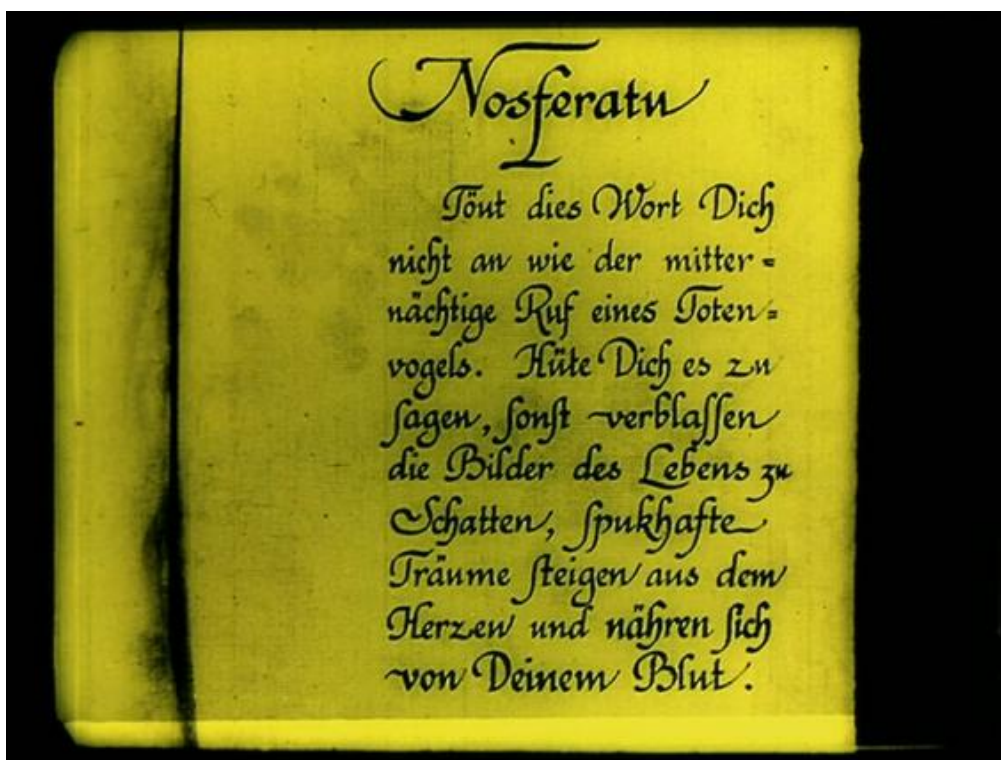 Nosferatu
Tönt dies Wort Dich
nicht an wie der mitter=
nächtige Ruf eines Toten=
vogels. Hüte Dich es zu
ſagen, ſonſt verblaſſen
die Bilder des Lebens zu
Schatten, ſpukhafte
Träume ſteigen aus dem
Herzen und nähren ſich
von Deinem Blut.